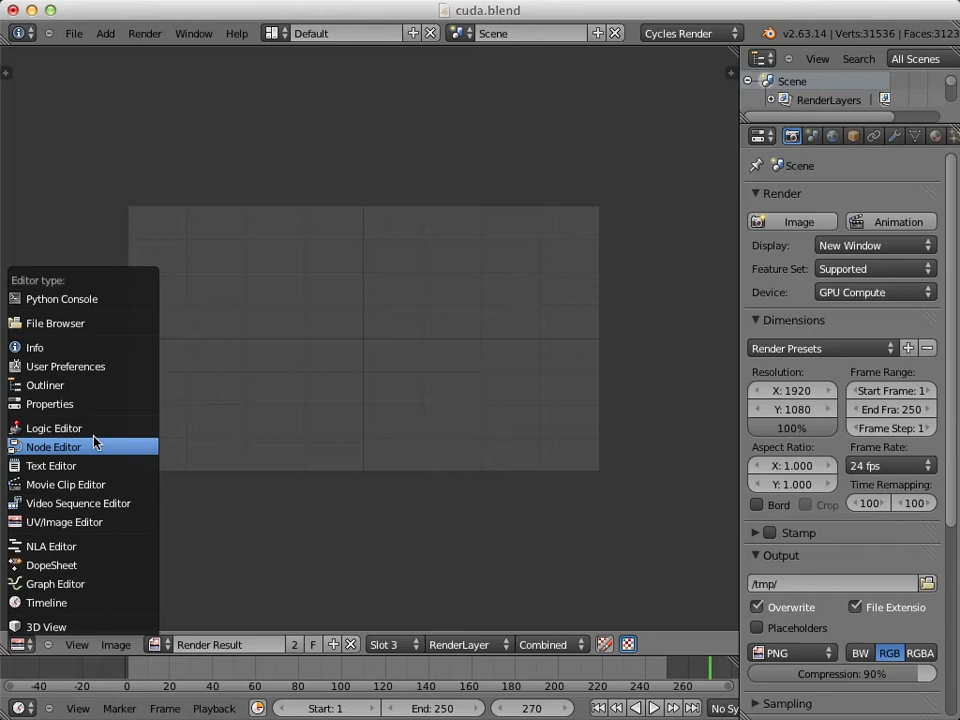 cuda.blend
File Add Render Window Help Default Scene Cycles Render v2.63.14 | Verts:31536 | Faces:3123
View Search All Scenes
Scene
RenderLayers
Scene
Render
Image Animation
Display: New Window
Feature Set: Supported
Device: GPU Compute
Dimensions
Render Presets
Resolution: Frame Range:
X: 1920 Start Frame: 1
Y: 1080 End Fra: 250
100% Frame Step: 1
Aspect Ratio: Frame Rate:
X: 1.000 24 fps
Y: 1.000 Time Remapping:
Bord Crop 100 100
Stamp
Output
/tmp/
Overwrite File Extensio
Placeholders
PNG BW RGB RGBA
Compression: 90%
Sampling
Editor type:
Python Console
File Browser
Info
User Preferences
Outliner
Properties
Logic Editor
Node Editor
Text Editor
Movie Clip Editor
Video Sequence Editor
UV/Image Editor
NLA Editor
DopeSheet
Graph Editor
Timeline
3D View
View Image Render Result 2 F Slot 3 RenderLayer Combined
-40 -20 0 20 40 60 80 100 120 140 160 180 200 220 240 260
View Marker Frame Playback Start: 1 End: 250 270 No Sy